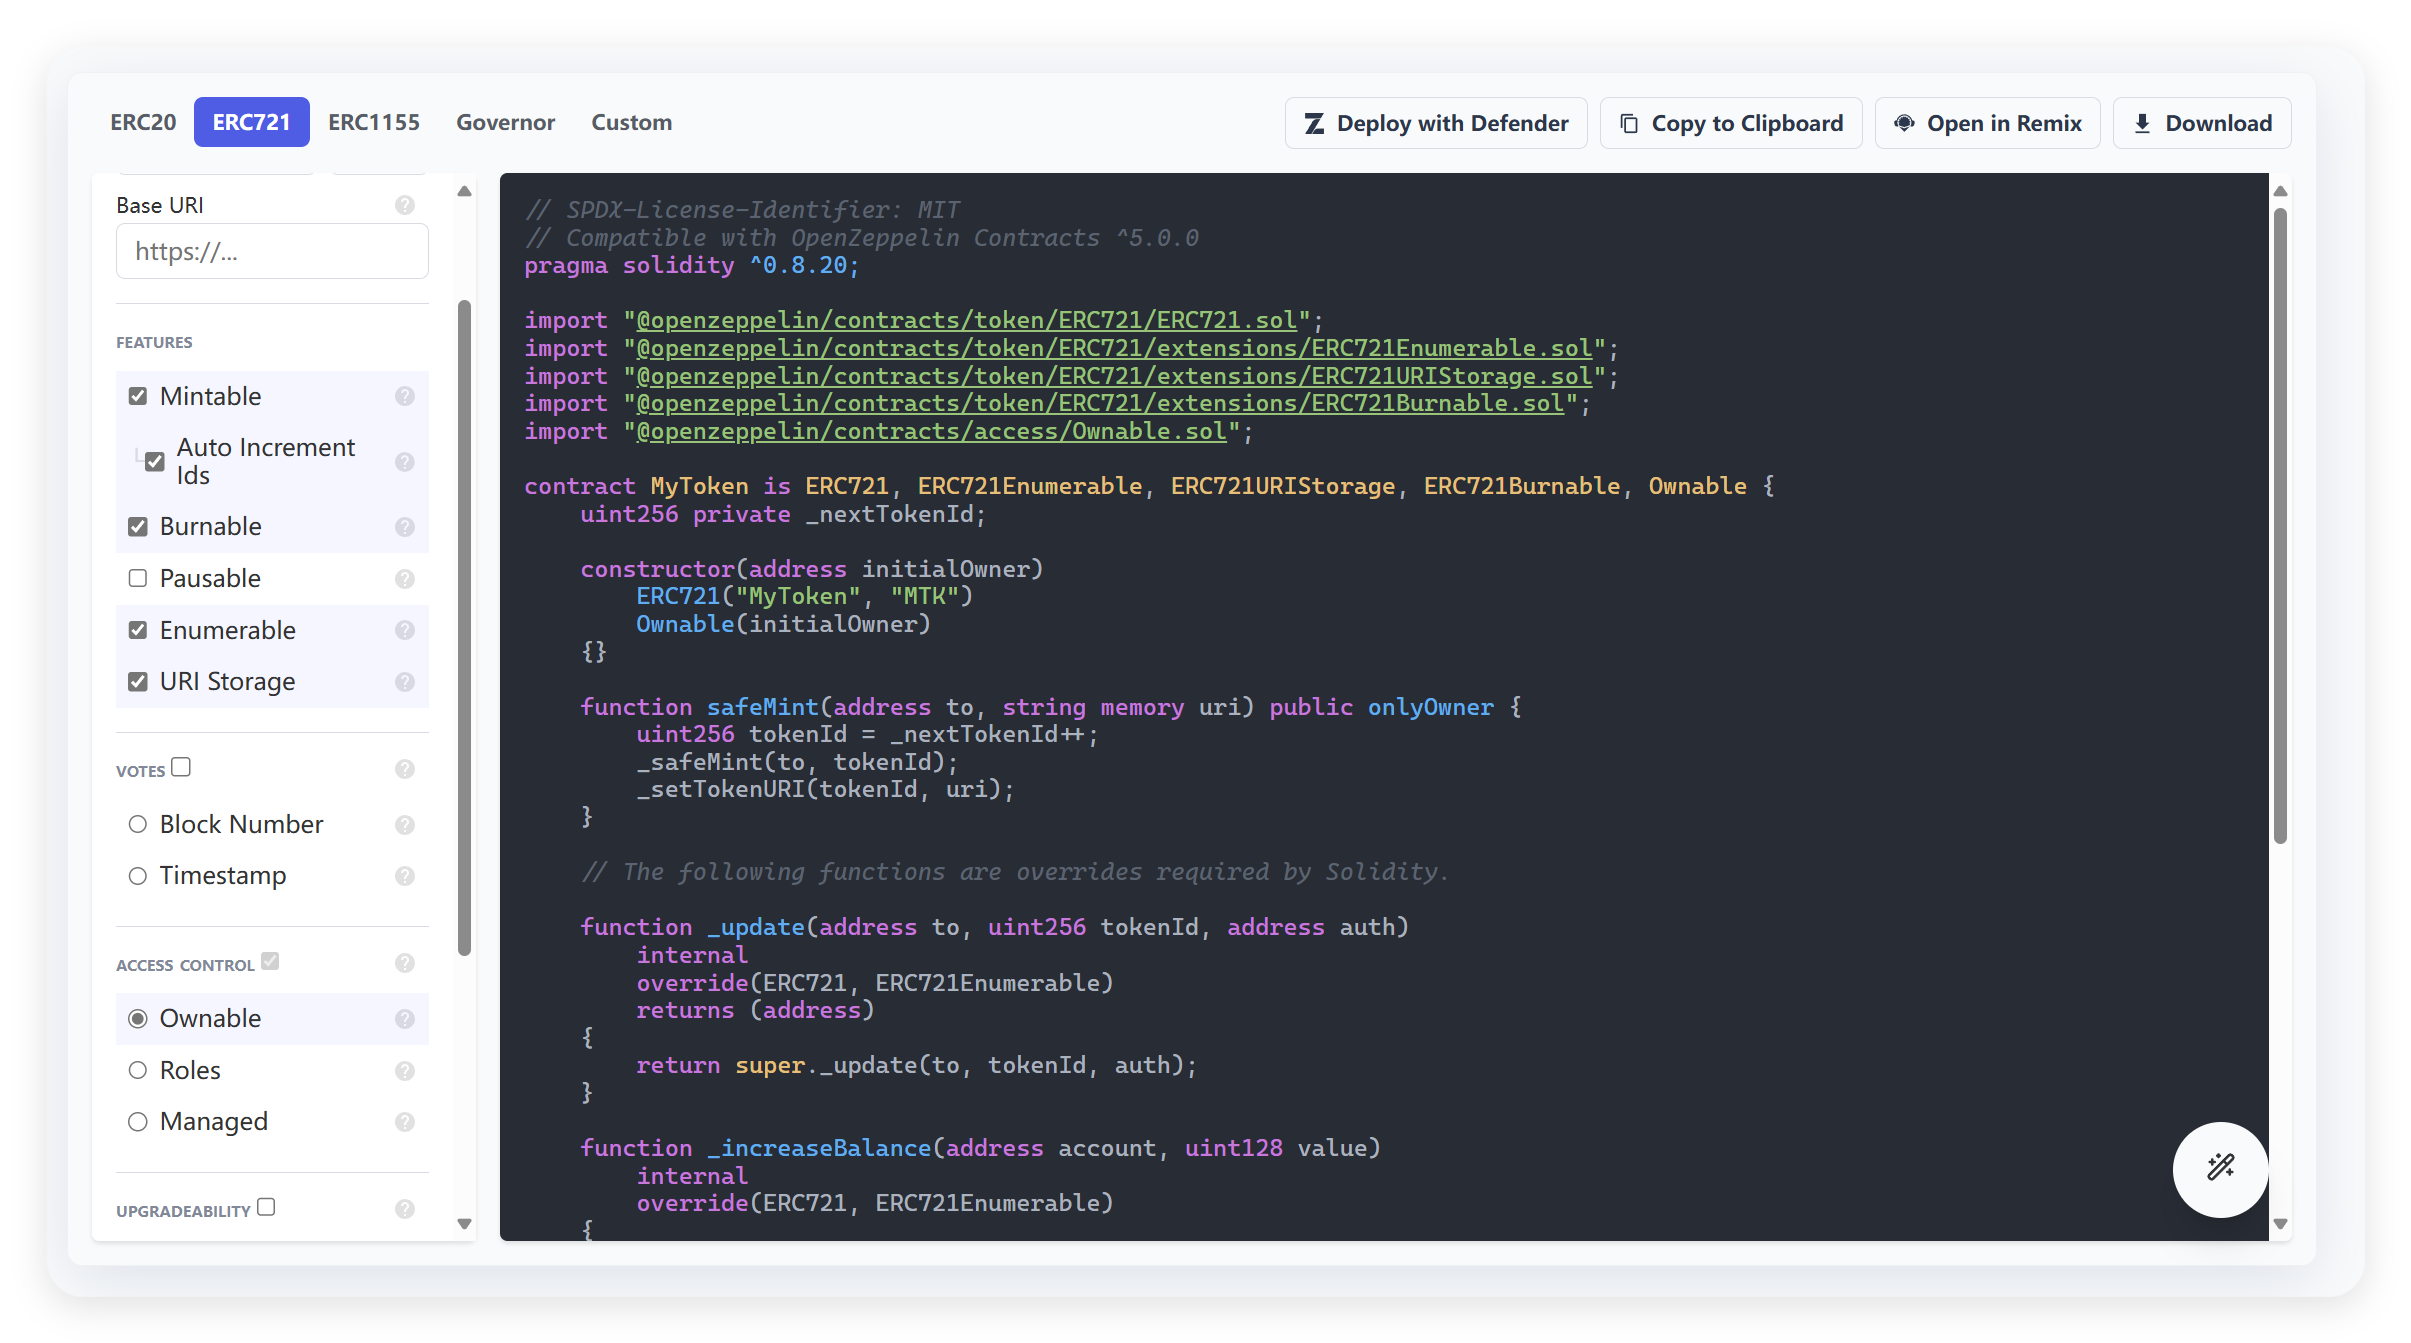 ERC20 ERC721 ERC1155 Governor Custom
Deploy with Defender Copy to Clipboard Open in Remix Download
Base URI
https://...
FEATURES
Mintable
Auto Increment
Ids
Burnable
Pausable
Enumerable
URI Storage
VOTES
Block Number
Timestamp
ACCESS CONTROL
Ownable
Roles
Managed
UPGRADEABILITY
// SPDX-License-Identifier: MIT
// Compatible with OpenZeppelin Contracts ^5.0.0
pragma solidity ^0.8.20;
import "@openzeppelin/contracts/token/ERC721/ERC721.sol";
import "@openzeppelin/contracts/token/ERC721/extensions/ERC721Enumerable.sol";
import "@openzeppelin/contracts/token/ERC721/extensions/ERC721URIStorage.sol";
import "@openzeppelin/contracts/token/ERC721/extensions/ERC721Burnable.sol";
import "@openzeppelin/contracts/access/Ownable.sol";
contract MyToken is ERC721, ERC721Enumerable, ERC721URIStorage, ERC721Burnable, Ownable {
uint256 private _nextTokenId;
constructor(address initialOwner)
ERC721("MyToken", "MTK")
Ownable(initialOwner)
{}
function safeMint(address to, string memory uri) public onlyOwner {
uint256 tokenId = _nextTokenId++;
_safeMint(to, tokenId);
_setTokenURI(tokenId, uri);
}
// The following functions are overrides required by Solidity.
function _update(address to, uint256 tokenId, address auth)
internal
override(ERC721, ERC721Enumerable)
returns (address)
{
return super._update(to, tokenId, auth);
}
function _increaseBalance(address account, uint128 value)
internal
override(ERC721, ERC721Enumerable)
{